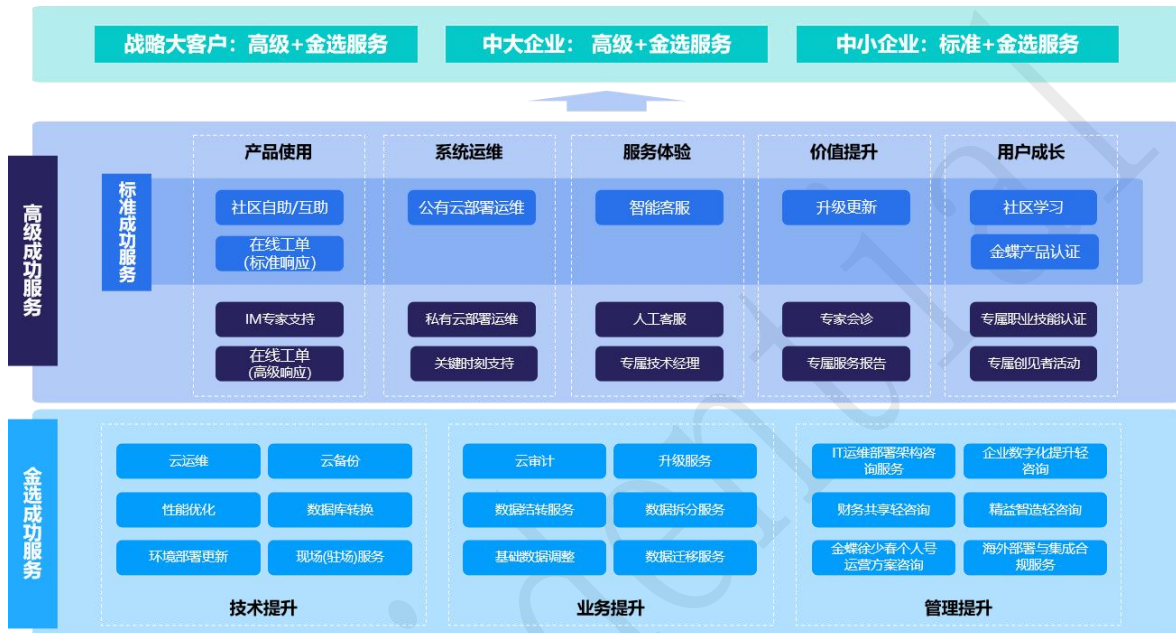 战略大客户：高级+金选服务
中大企业： 高级+金选服务
中小企业：标准+金选服务
高级成功服务
标准成功服务
产品使用
系统运维
服务体验
价值提升
用户成长
社区自助/互助
公有云部署运维
智能客服
升级更新
社区学习
在线工单
(标准响应)
金蝶产品认证
IM专家支持
私有云部署运维
人工客服
专家会诊
专属职业技能认证
在线工单
(高级响应)
关键时刻支持
专属技术经理
专属服务报告
专属创见者活动
金选成功服务
云运维
云备份
云审计
升级服务
IT运维部署架构咨
询服务
企业数字化提升轻
咨询
性能优化
数据库转换
数据结转服务
数据拆分服务
财务共享轻咨询
精益智造轻咨询
环境部署更新
现场(驻场)服务
基础数据调整
数据迁移服务
金蝶徐少春个人号
运营方案咨询
海外部署与集成合
规服务
技术提升
业务提升
管理提升